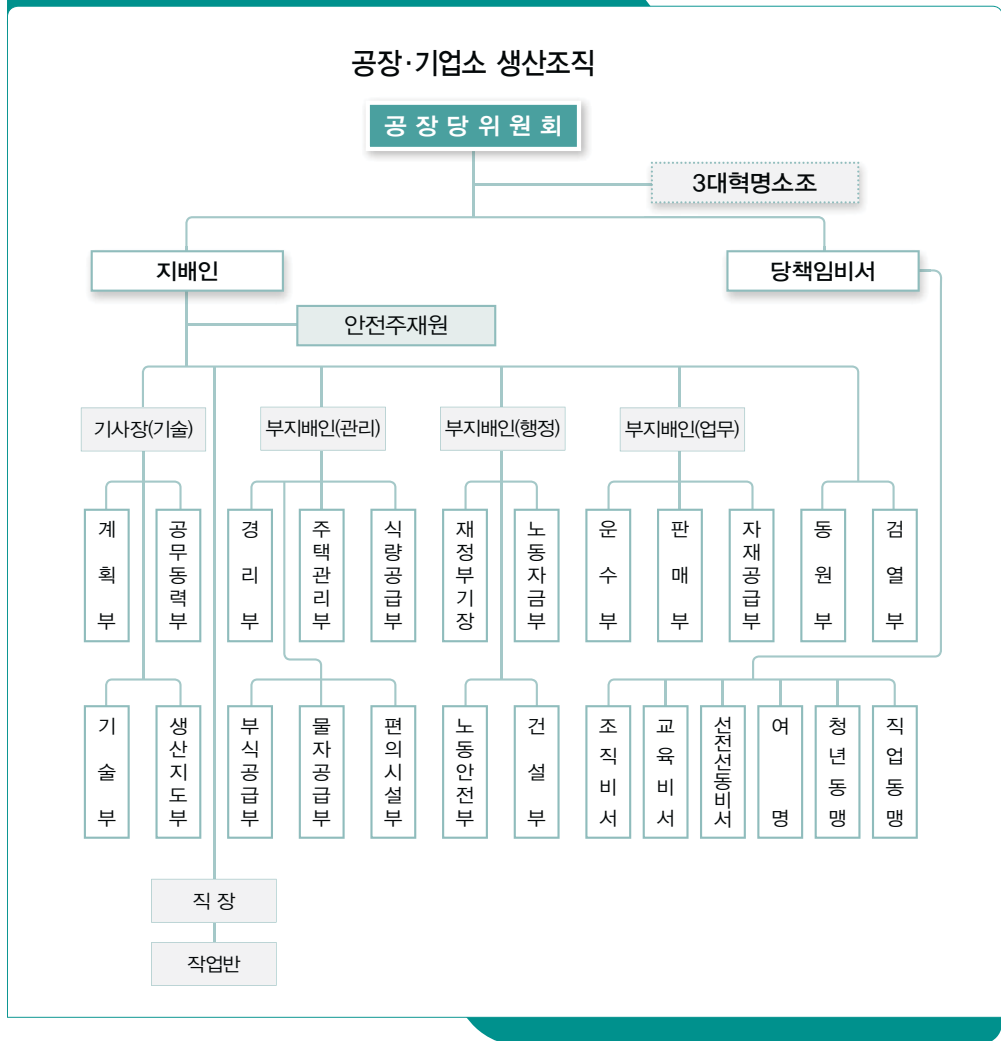 공장·기업소 생산조직
공장당위원회
3대혁명소조
지배인
당책임비서
안전주재원
기사장(기술)
부지배인(관리)
부지배인(행정)
부지배인(업무)
계획부
공무동력부
경리부
주택관리부
식량공급부
재정부기장
노동자금부
운수부
판매부
자재공급부
동원부
검열부
기술부
생산지도부
부식공급부
물자공급부
편의시설부
노동안전부
건설부
조직비서
교육비서
선전선동비서
여명
청년동맹
직업동맹
직장
작업반